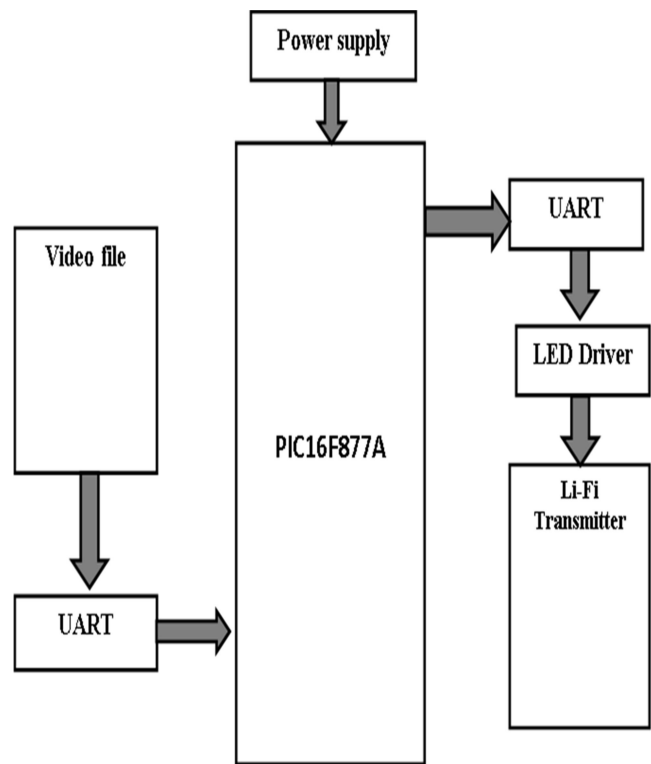 Power supply
Video file
UART
PIC16F877A
UART
LED Driver
Li-Fi
Transmitter